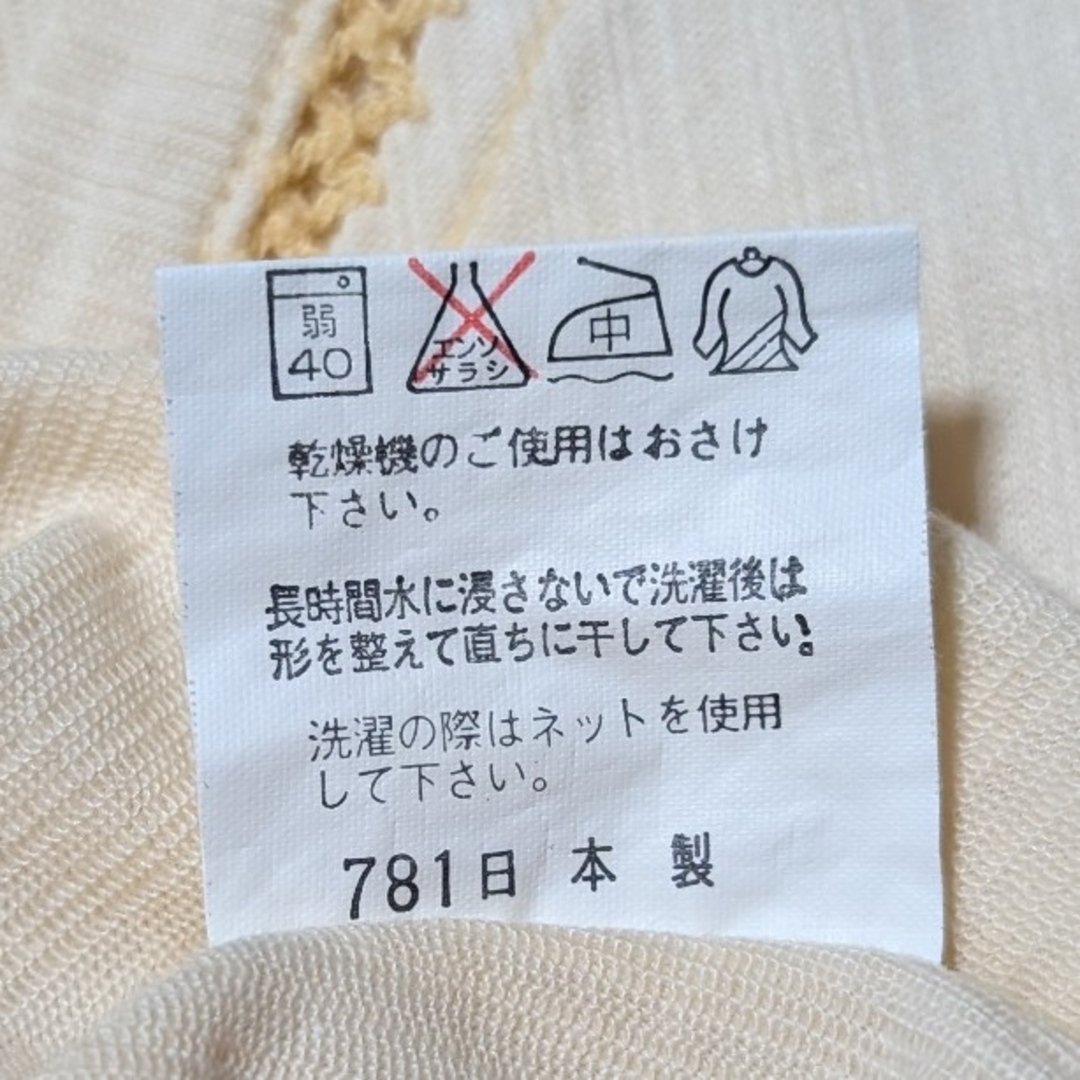 弱
40
エンソ
サラシ
中
乾燥機のご使用はおさけ
下さい。
長時間水に浸さないで洗濯後は
形を整えて直ちに干して下さい。
洗濯の際はネットを使用
して下さい。
781日 本 製